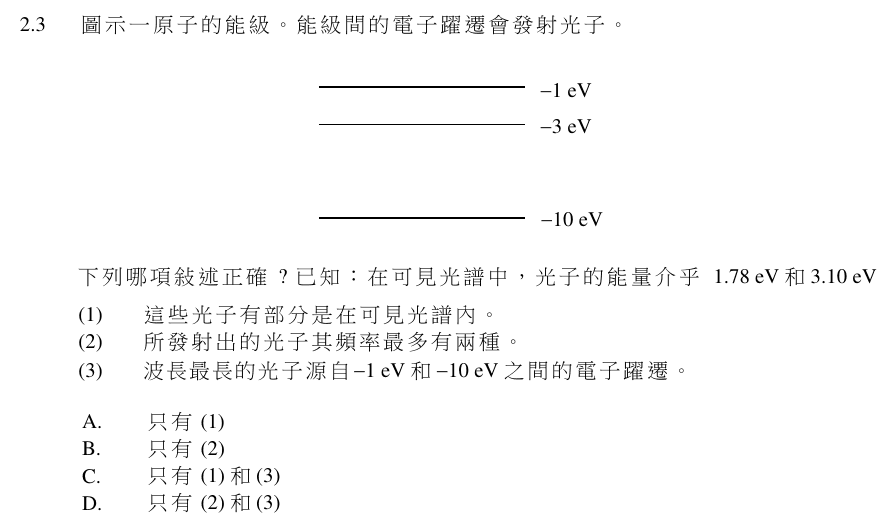 2.3 圖示一原子的能級。能級間的電子躍遷會發射光子。
−1 eV
−3 eV
−10 eV
下列哪項敍述正確？已知：在可見光譜中，光子的能量介乎 1.78 eV 和 3.10 eV
(1) 這些光子有部分是在可見光譜內。
(2) 所發射出的光子其頻率最多有兩種。
(3) 波長最長的光子源自 −1 eV 和 −10 eV 之間的電子躍遷。
A. 只有 (1)
B. 只有 (2)
C. 只有 (1) 和 (3)
D. 只有 (2) 和 (3)